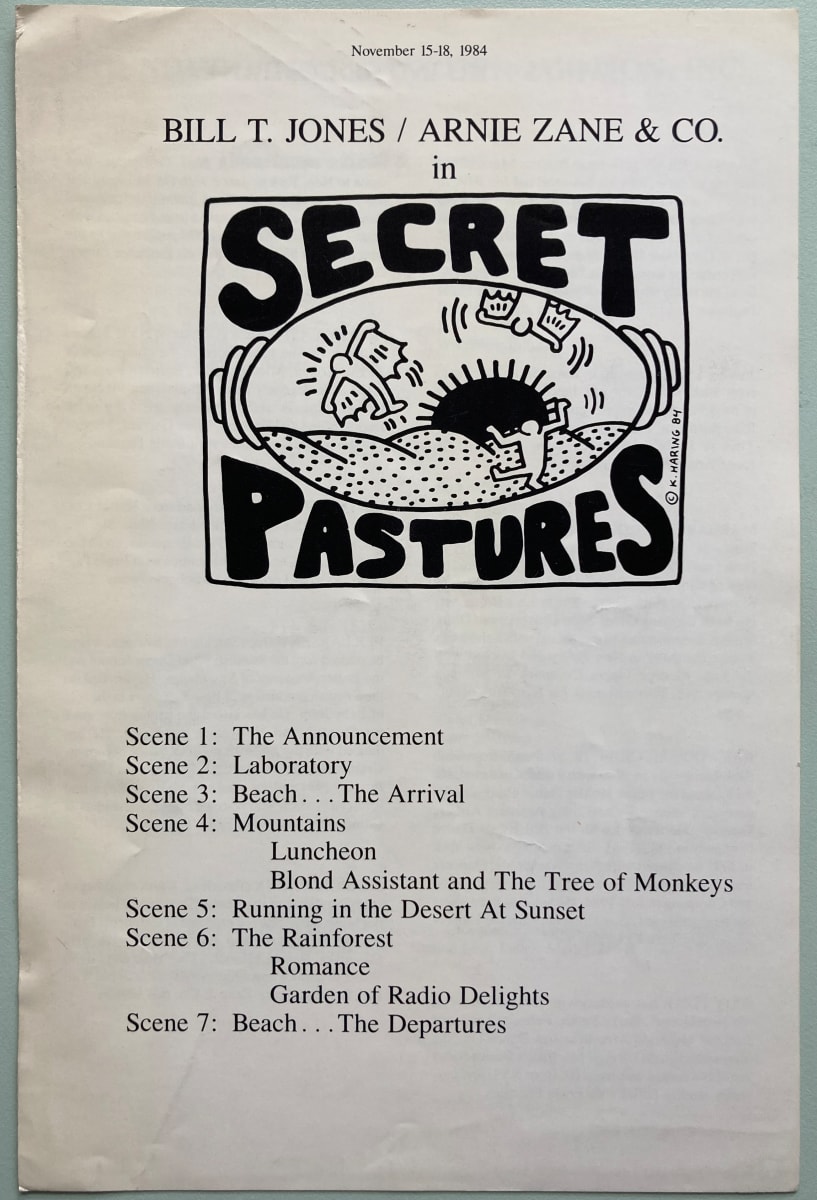 November 15-18, 1984
BILL T. JONES / ARNIE ZANE & CO.
in
SECRET
PASTURES
© K. HARING 84
Scene 1: The Announcement
Scene 2: Laboratory
Scene 3: Beach...The Arrival
Scene 4: Mountains
Luncheon
Blond Assistant and The Tree of Monkeys
Scene 5: Running in the Desert At Sunset
Scene 6: The Rainforest
Romance
Garden of Radio Delights
Scene 7: Beach...The Departures